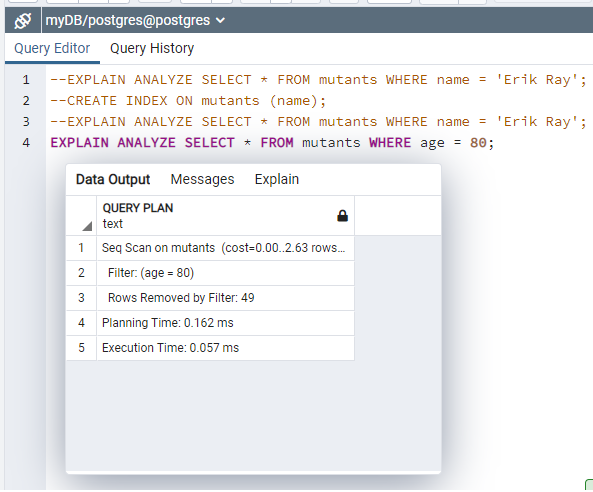 myDB/postgres@postgres
Query Editor Query History
1 --EXPLAIN ANALYZE SELECT * FROM mutants WHERE name = 'Erik Ray';
2 --CREATE INDEX ON mutants (name);
3 --EXPLAIN ANALYZE SELECT * FROM mutants WHERE name = 'Erik Ray';
4 EXPLAIN ANALYZE SELECT * FROM mutants WHERE age = 80;
Data Output Messages Explain
QUERY PLAN
text
1 Seq Scan on mutants (cost=0.00..2.63 rows...
2 Filter: (age = 80)
3 Rows Removed by Filter: 49
4 Planning Time: 0.162 ms
5 Execution Time: 0.057 ms